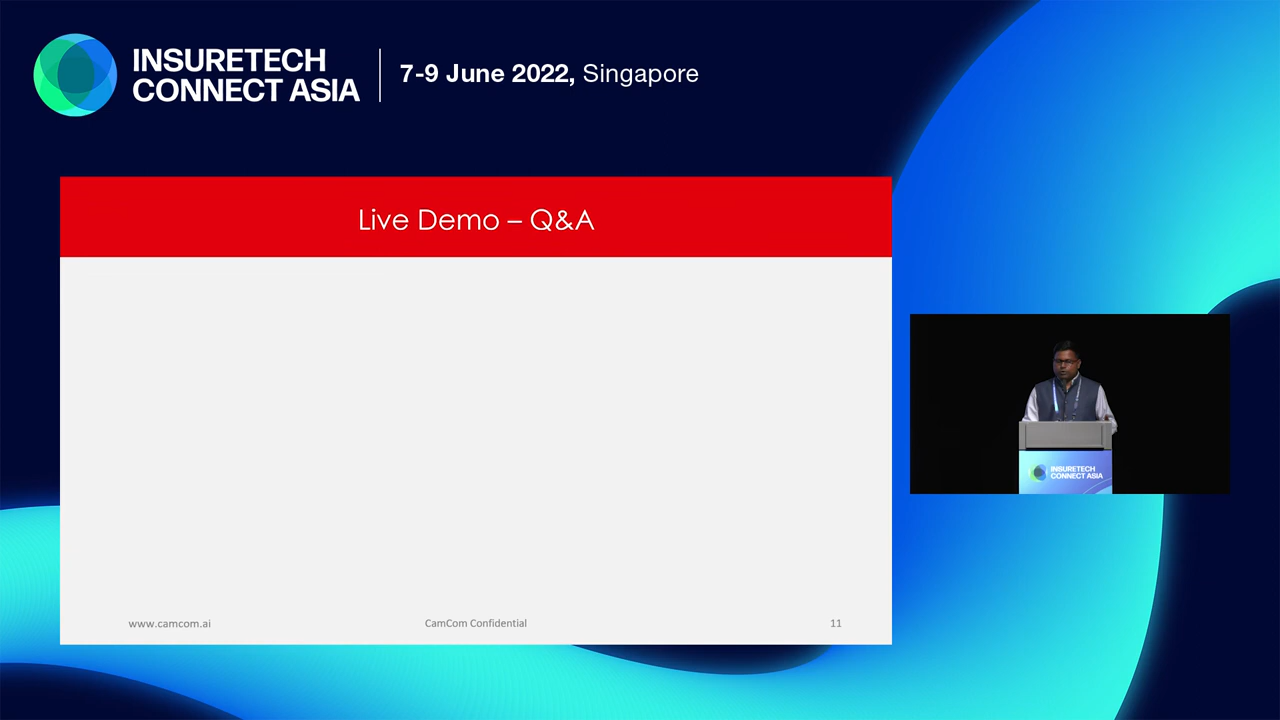 INSURETECH
CONNECT ASIA
7-9 June 2022, Singapore
Live Demo – Q&A
www.camcom.ai
CamCom Confidential
11
INSURETECH
CONNECT ASIA